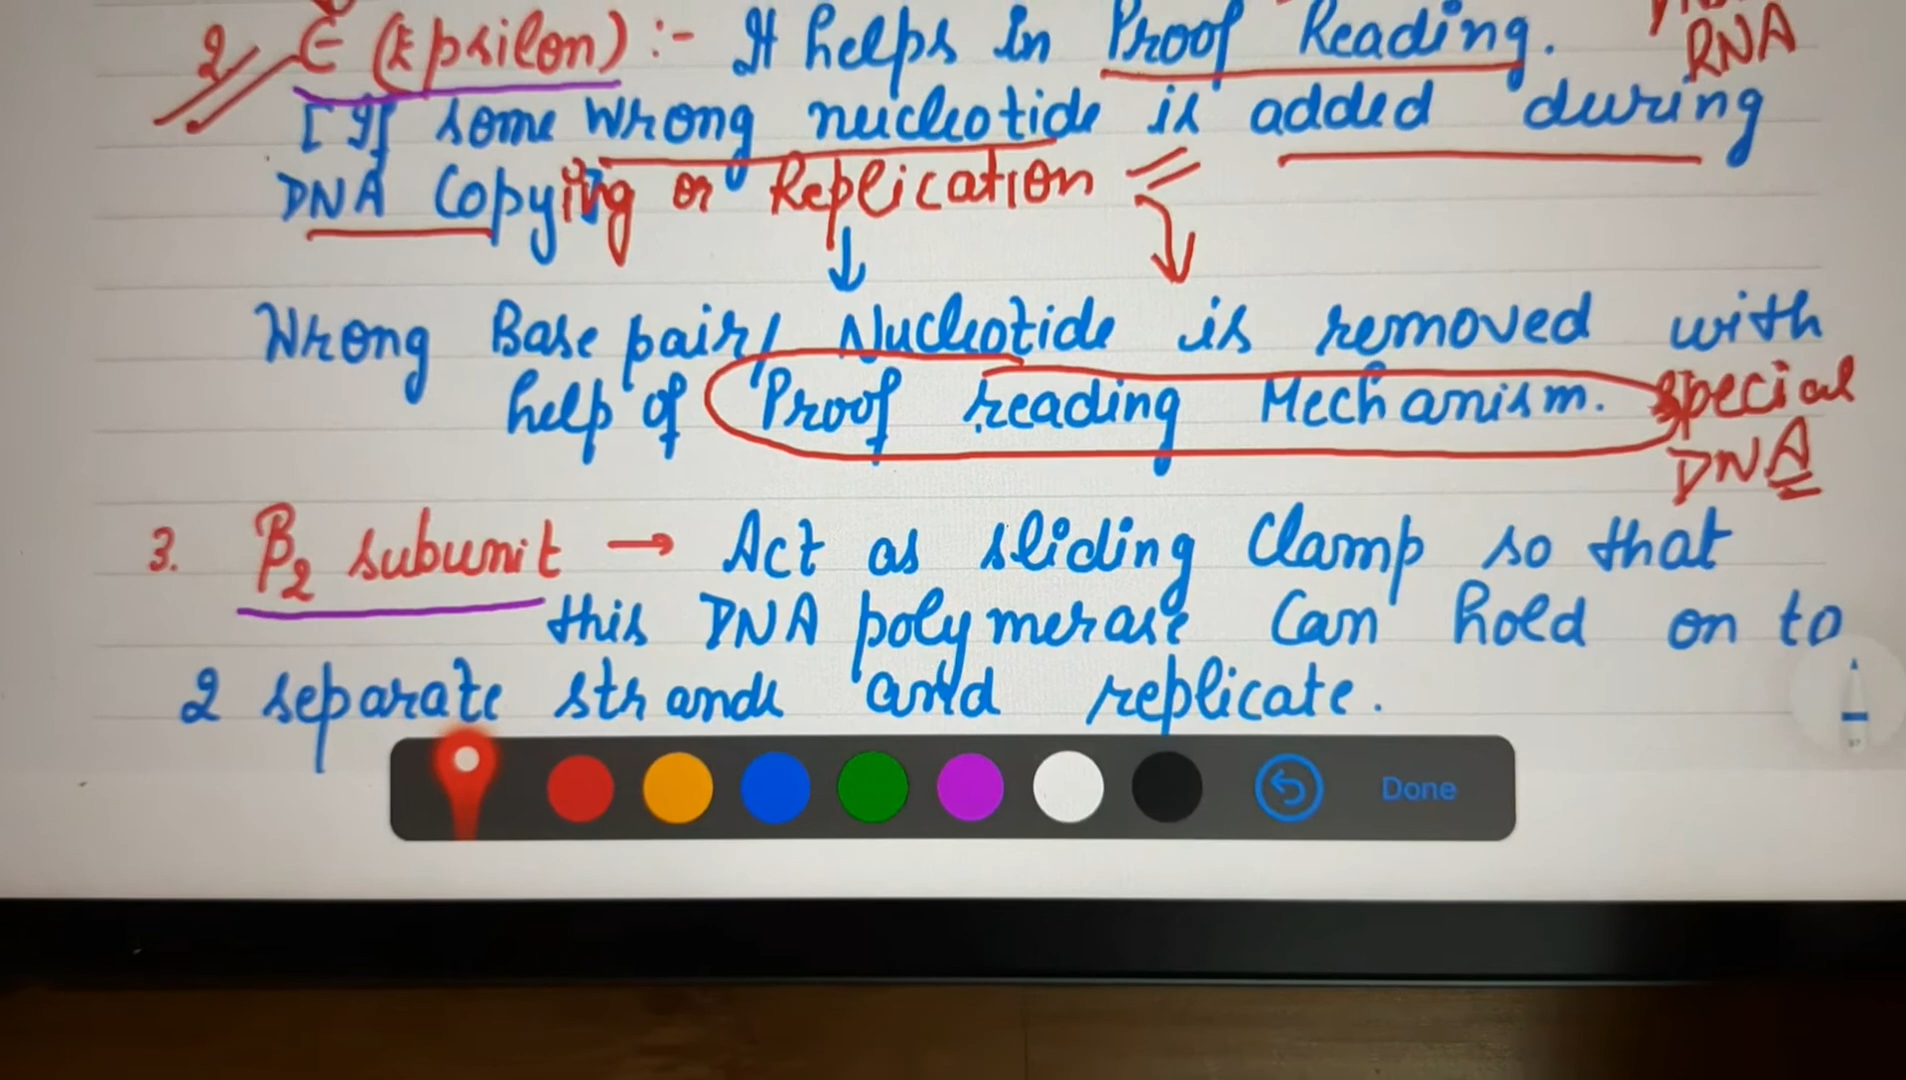 2 Ɛ (Epsilon) :- It helps in Proof Reading.
RNA
[If some wrong nucleotide is added during
DNA Copying or Replication
Wrong Base pair/ Nucleotide is removed with
help of Proof reading Mechanism. special
DNA
3. β2 subunit → Act as sliding Clamp so that
this DNA polymerase Can hold on to
2 separate strands and replicate.
Done